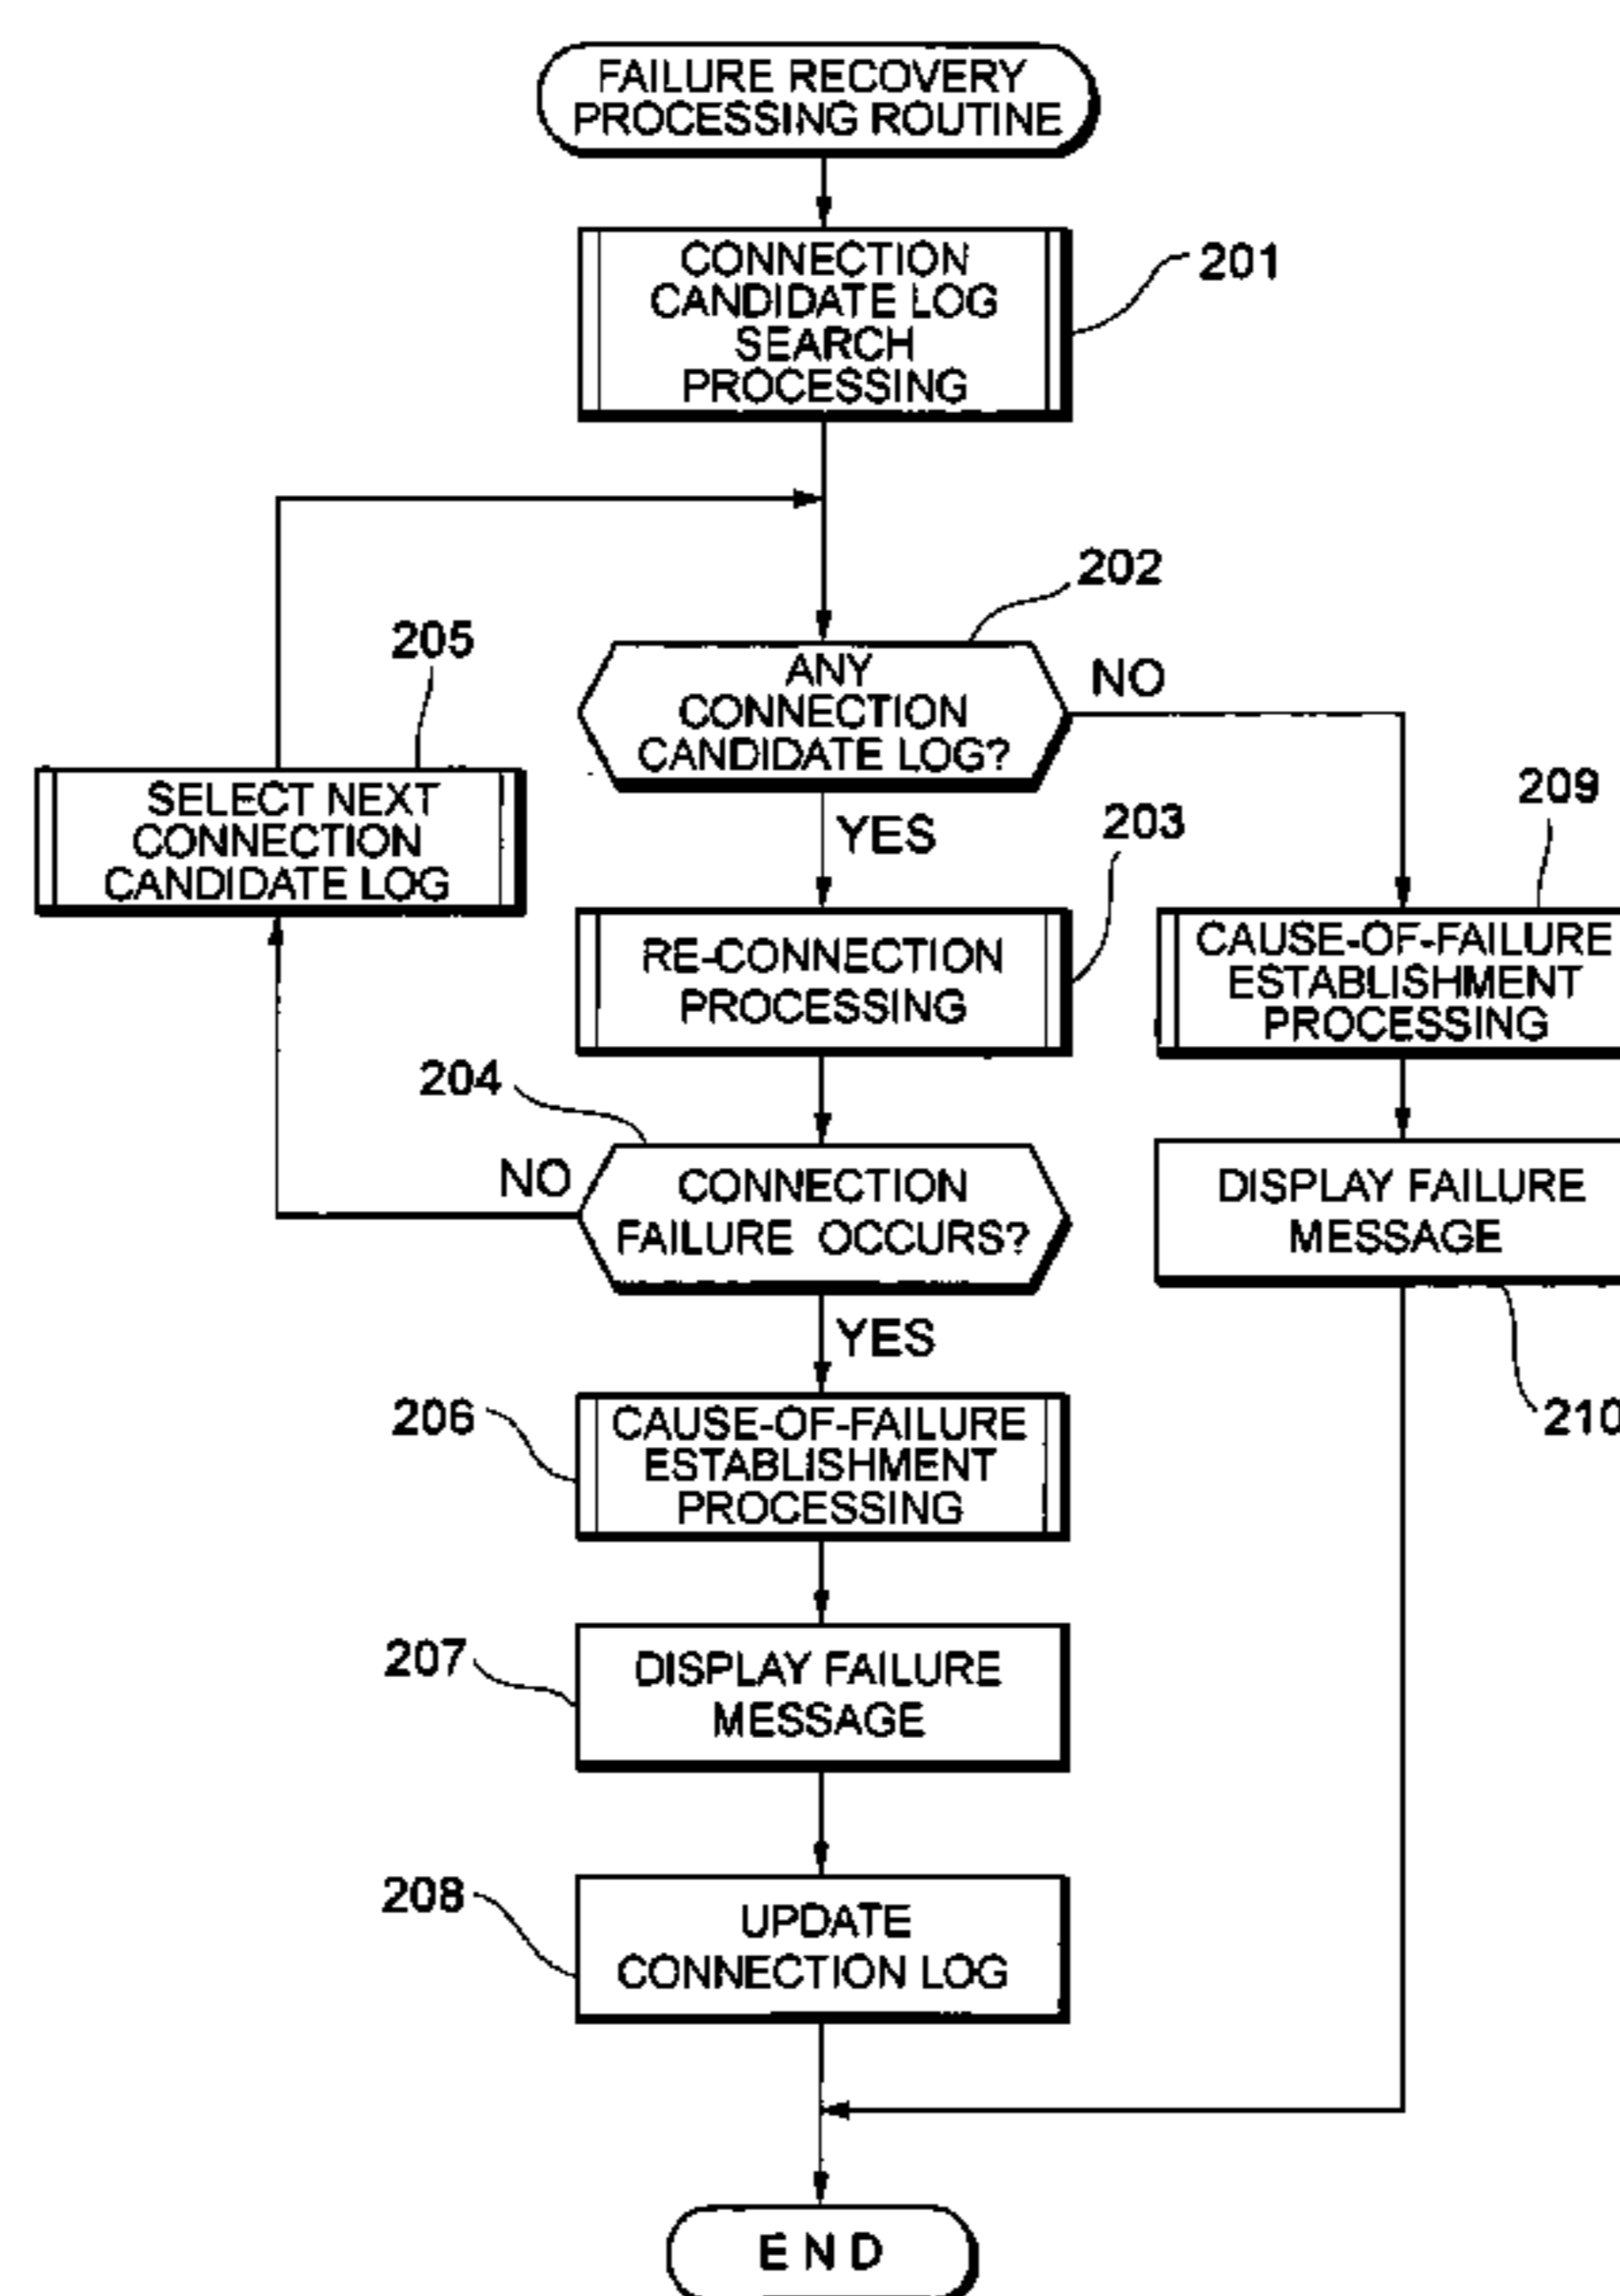 FAILURE RECOVERY
PROCESSING ROUTINE
CONNECTION
CANDIDATE LOG
SEARCH
PROCESSING
201
202
ANY
CONNECTION
CANDIDATE LOG?
NO
YES
205
SELECT NEXT
CONNECTION
CANDIDATE LOG
203
RE-CONNECTION
PROCESSING
209
CAUSE-OF-FAILURE
ESTABLISHMENT
PROCESSING
204
NO
CONNECTION
FAILURE OCCURS?
YES
DISPLAY FAILURE
MESSAGE
210
206
CAUSE-OF-FAILURE
ESTABLISHMENT
PROCESSING
207
DISPLAY FAILURE
MESSAGE
208
UPDATE
CONNECTION LOG
END